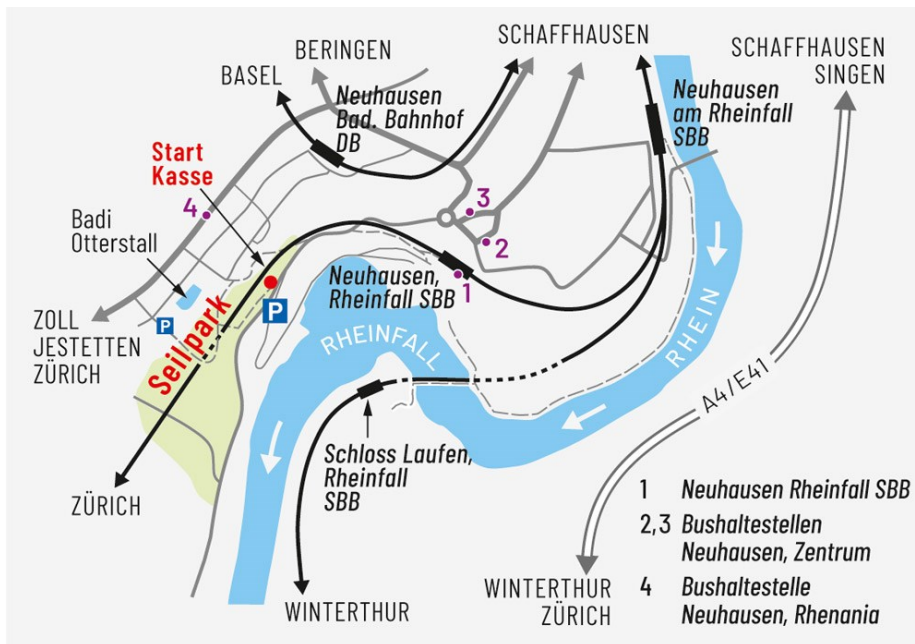 SCHAFFHAUSEN
BERINGEN
BASEL
SCHAFFHAUSEN
SINGEN
Neuhausen
Bad. Bahnhof
DB
Neuhausen
am Rheinfall
SBB
Start
Kasse
4
3
2
1
Badi
Otterstall
Neuhausen,
Rheinfall SBB
P
P
ZOLL
JESTETTEN
ZÜRICH
Seilpark
RHEINFALL
RHEIN
A4/E41
Schloss Laufen,
Rheinfall
SBB
ZÜRICH
WINTERTHUR
WINTERTHUR
ZÜRICH
1 Neuhausen Rheinfall SBB
2,3 Bushaltestellen
Neuhausen, Zentrum
4 Bushaltestelle
Neuhausen, Rhenania